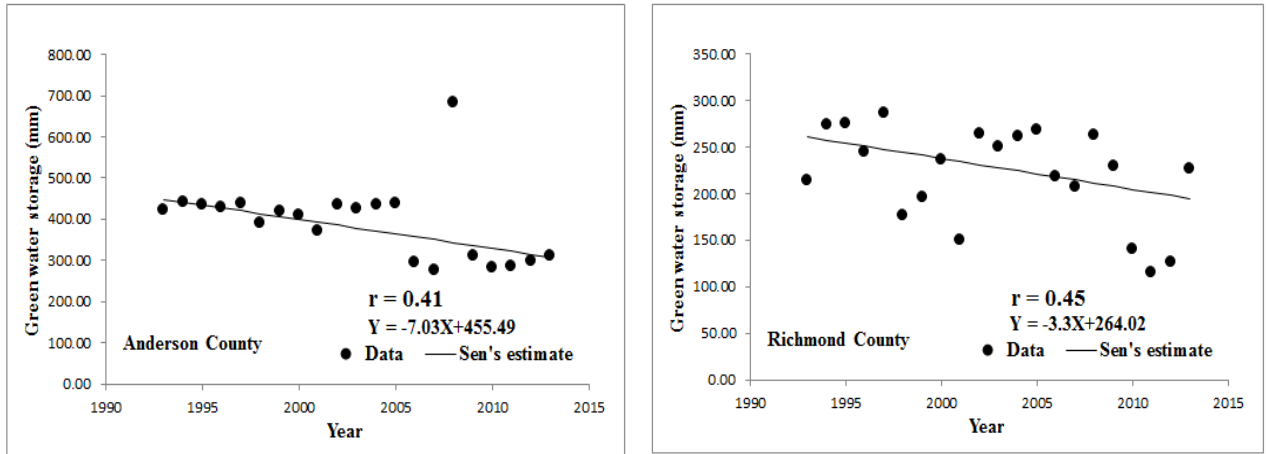 800.00
700.00
600.00
500.00
400.00
300.00
200.00
100.00
0.00
Green water storage (mm)
1990 1995 2000 2005 2010 2015
Year
r = 0.41
Y = -7.03X+455.49
Anderson County
Data Sen's estimate
350.00
300.00
250.00
200.00
150.00
100.00
50.00
0.00
Green water storage (mm)
1990 1995 2000 2005 2010 2015
Year
r = 0.45
Y = -3.3X+264.02
Richmond County
Data Sen's estimate